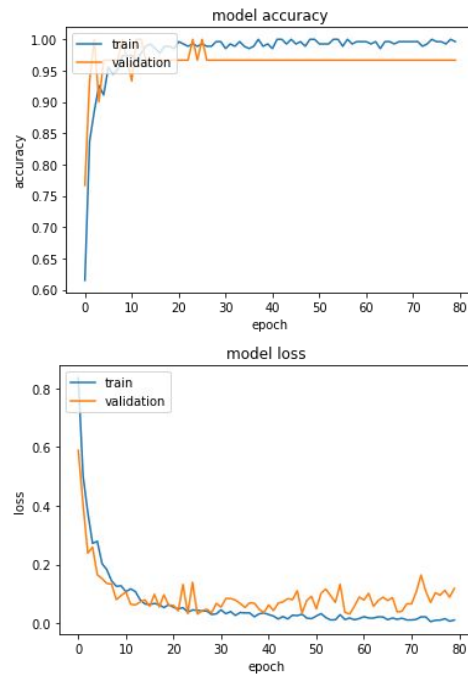 model accuracy
1.00
0.95
0.90
0.85
0.80
0.75
0.70
0.65
0.60
accuracy
train
validation
0 10 20 30 40 50 60 70 80
epoch
model loss
0.8
0.6
0.4
0.2
0.0
loss
train
validation
0 10 20 30 40 50 60 70 80
epoch